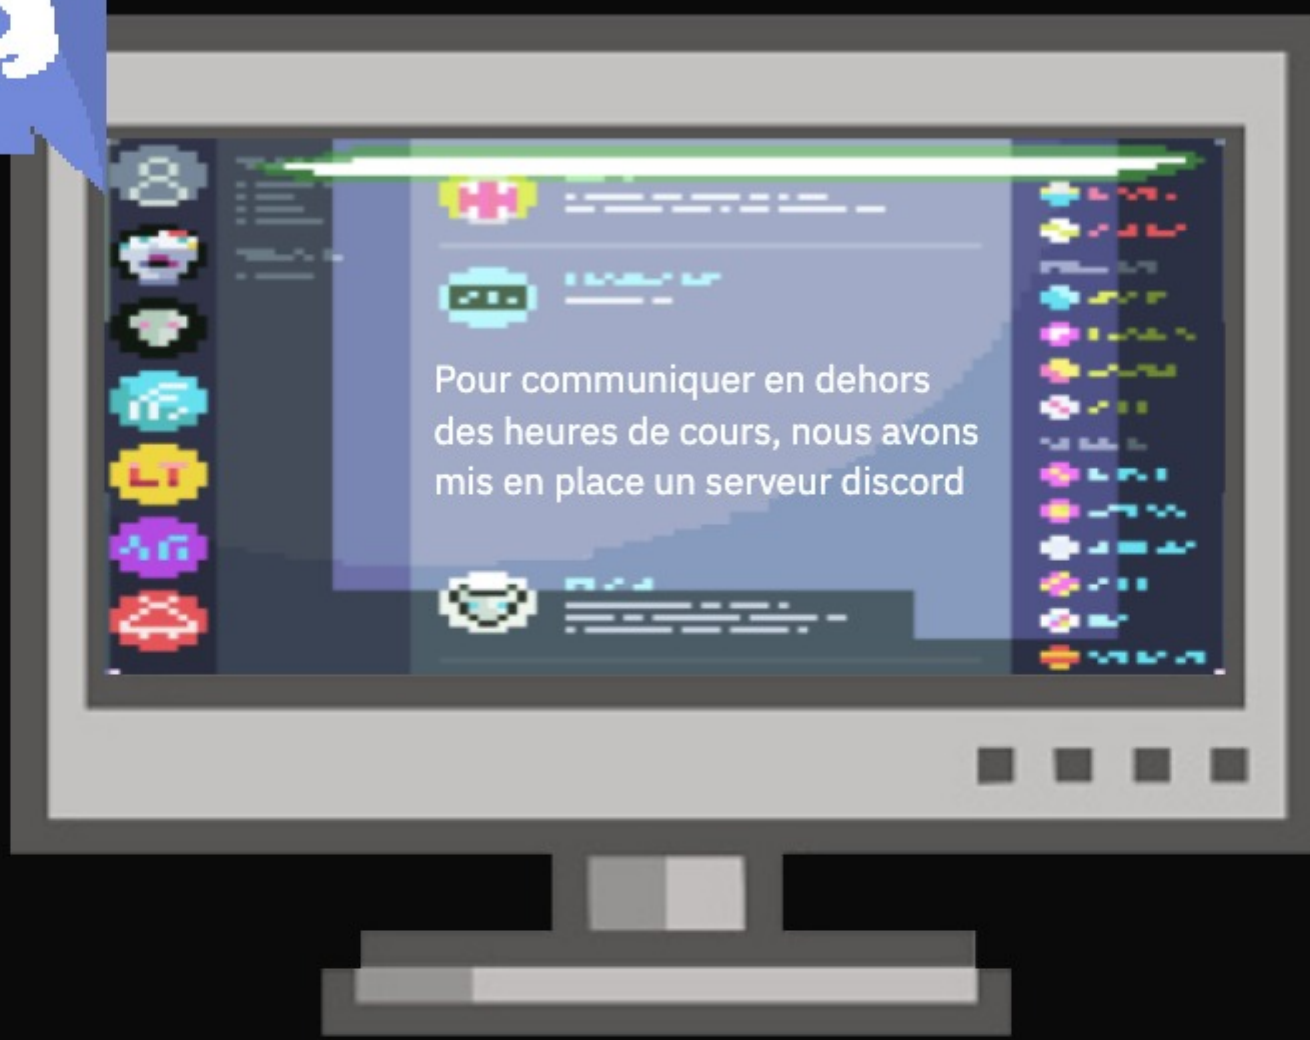 Pour communiquer en dehors
des heures de cours, nous avons
mis en place un serveur discord